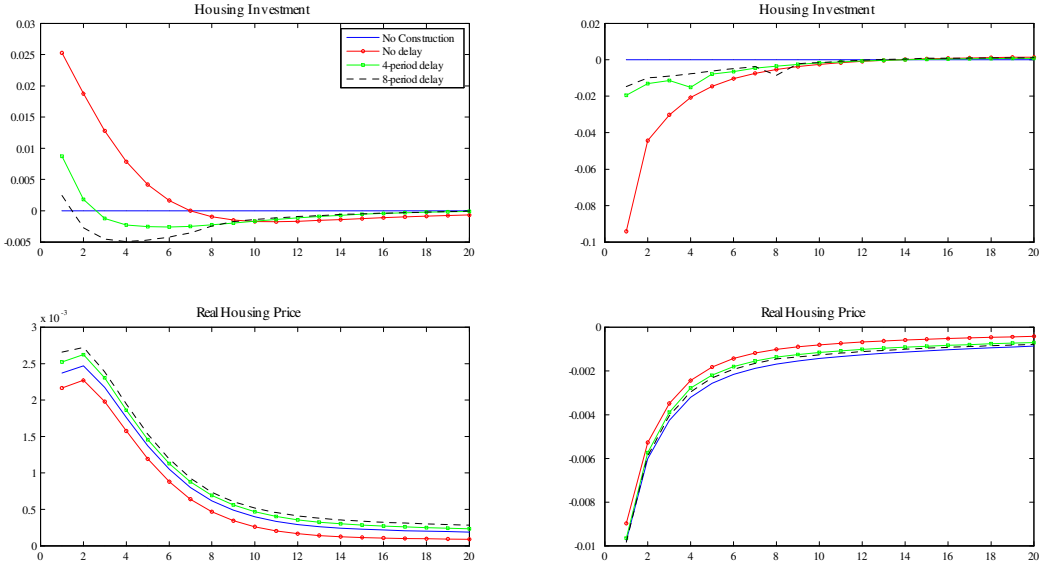 Housing Investment
0.03
0.025
0.02
0.015
0.01
0.005
0
-0.005
0 2 4 6 8 10 12 14 16 18 20
No Construction
No delay
4-period delay
8-period delay
Housing Investment
0.02
0
-0.02
-0.04
-0.06
-0.08
-0.1
0 2 4 6 8 10 12 14 16 18 20
Real Housing Price
x 10 -3
3
2.5
2
1.5
1
0.5
0
0 2 4 6 8 10 12 14 16 18 20
Real Housing Price
0
-0.002
-0.004
-0.006
-0.008
-0.01
0 2 4 6 8 10 12 14 16 18 20